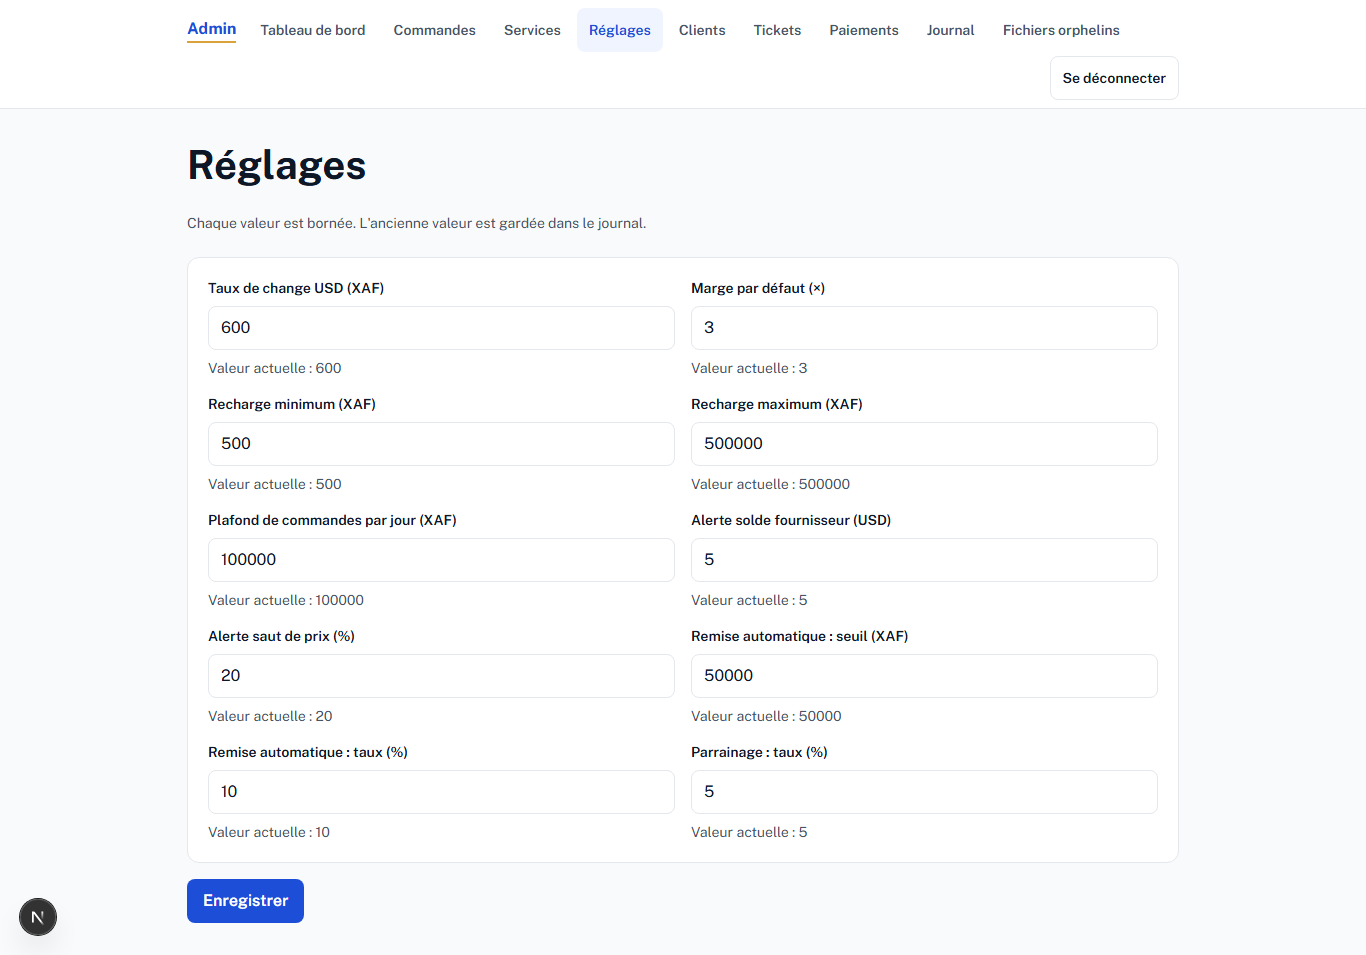 Admin Tableau de bord Commandes Services Réglages Clients Tickets Paiements Journal Fichiers orphelins
Se déconnecter
Réglages
Chaque valeur est bornée. L'ancienne valeur est gardée dans le journal.
Taux de change USD (XAF) Marge par défaut (×)
600 3
Valeur actuelle : 600 Valeur actuelle : 3
Recharge minimum (XAF) Recharge maximum (XAF)
500 500000
Valeur actuelle : 500 Valeur actuelle : 500000
Plafond de commandes par jour (XAF) Alerte solde fournisseur (USD)
100000 5
Valeur actuelle : 100000 Valeur actuelle : 5
Alerte saut de prix (%) Remise automatique : seuil (XAF)
20 50000
Valeur actuelle : 20 Valeur actuelle : 50000
Remise automatique : taux (%) Parrainage : taux (%)
10 5
Valeur actuelle : 10 Valeur actuelle : 5
Enregistrer
N